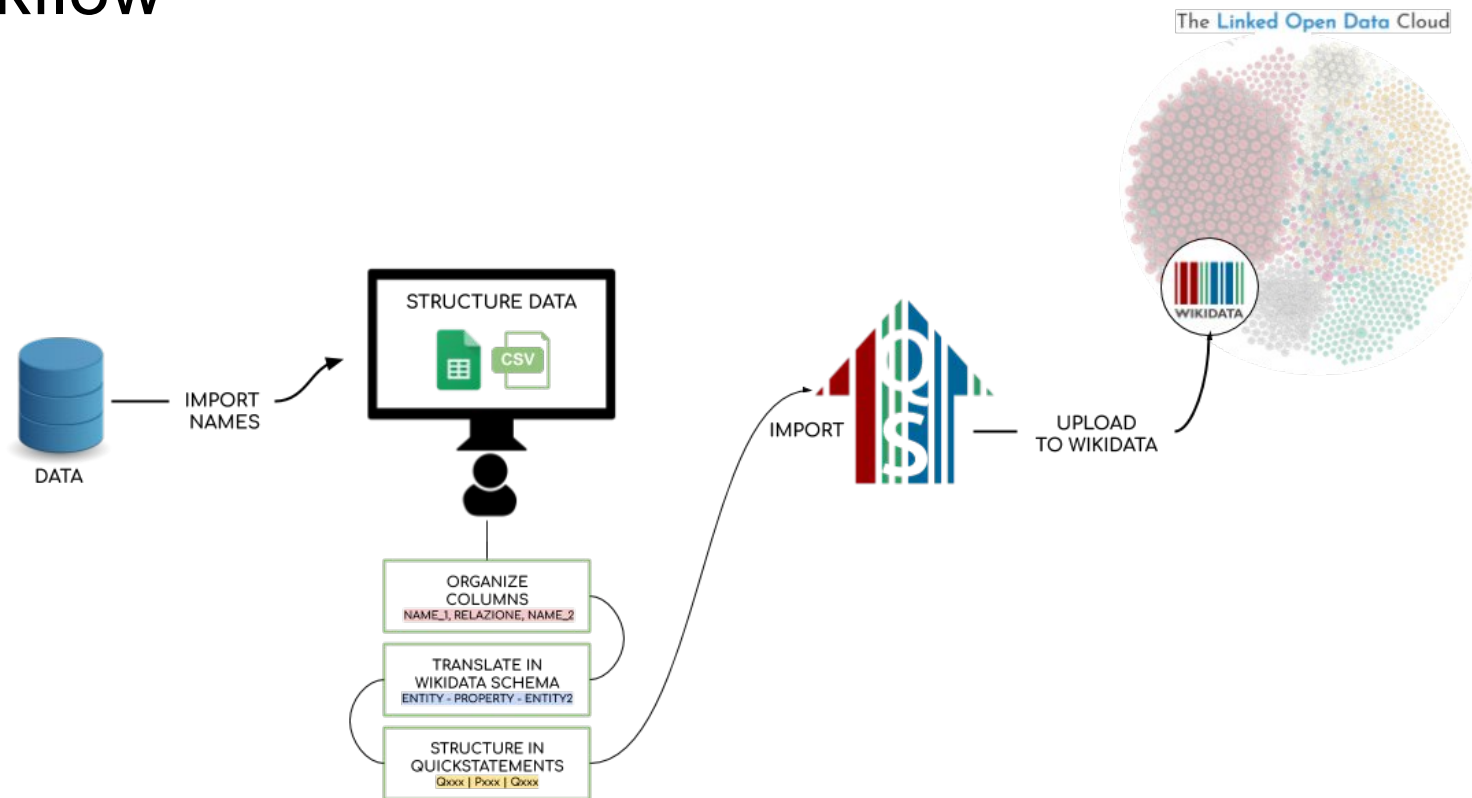 The Linked Open Data Cloud
WIKIDATA
STRUCTURE DATA
CSV
IMPORT
NAMES
DATA
IMPORT
QS
UPLOAD
TO WIKIDATA
ORGANIZE
COLUMNS
NAME_1, RELAZIONE, NAME_2
TRANSLATE IN
WIKIDATA SCHEMA
ENTITY - PROPERTY - ENTITY2
STRUCTURE IN
QUICKSTATEMENTS
Qxxx | Pxxx | Qxxx